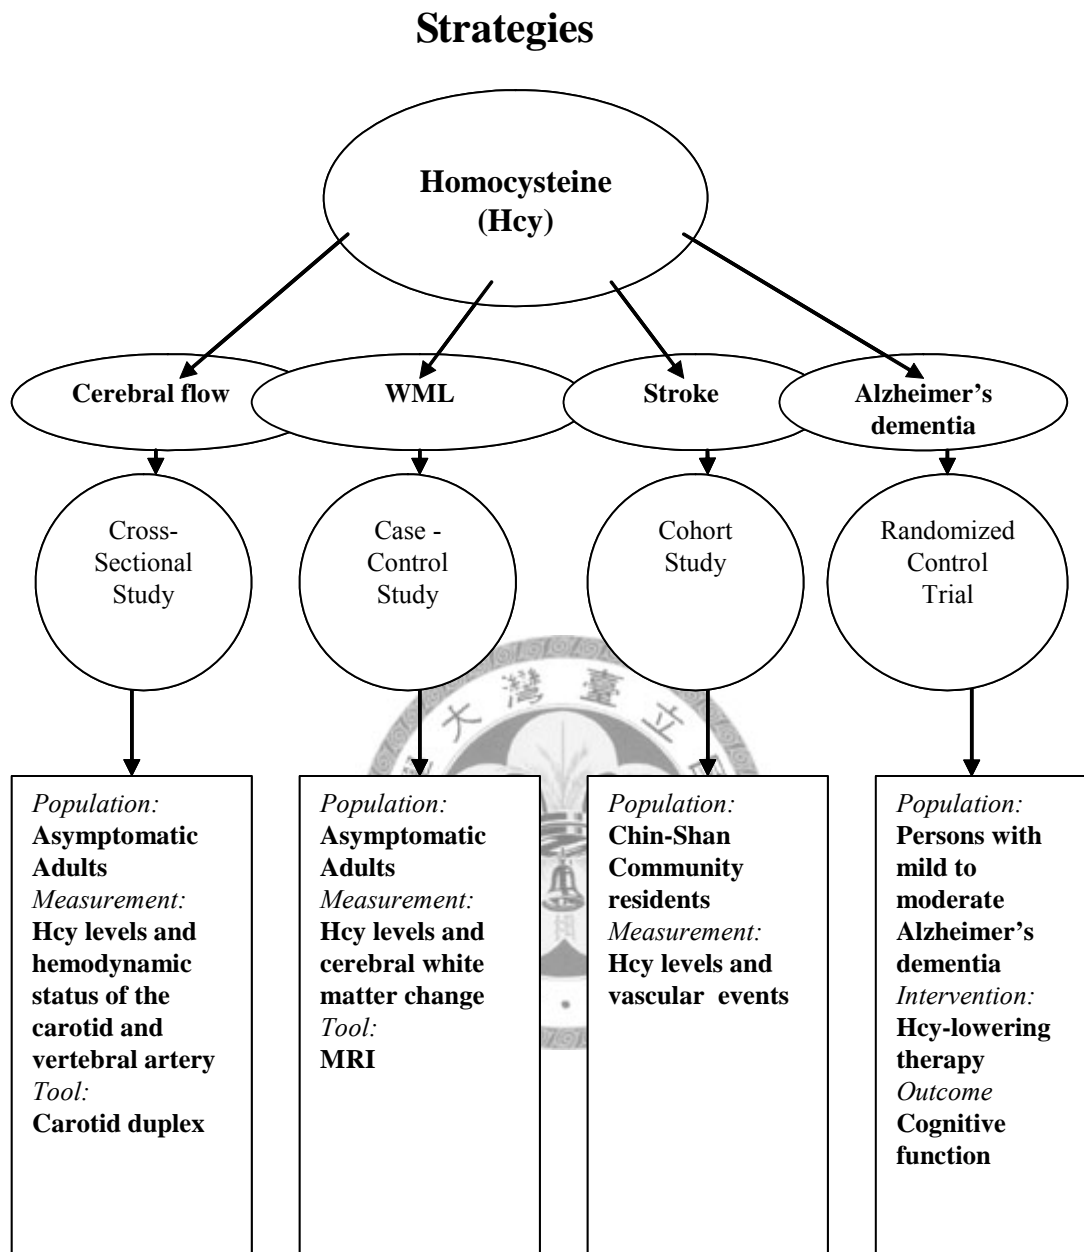 Strategies
Homocysteine
(Hcy)
Cerebral flow
WML
Stroke
Alzheimer's
dementia
Cross-
Sectional
Study
Case -
Control
Study
Cohort
Study
Randomized
Control
Trial
大灣臺立
Population:
Asymptomatic
Adults
Measurement:
Hcy levels and
hemodynamic
status of the
carotid and
vertebral artery
Tool:
Carotid duplex
Population:
Asymptomatic
Adults
Measurement:
Hcy levels and
cerebral white
matter change
Tool:
MRI
Population:
Chin-Shan
Community
residents
Measurement:
Hcy levels and
vascular  events
Population:
Persons with
mild to
moderate
Alzheimer's
dementia
Intervention:
Hcy-lowering
therapy
Outcome
Cognitive
function